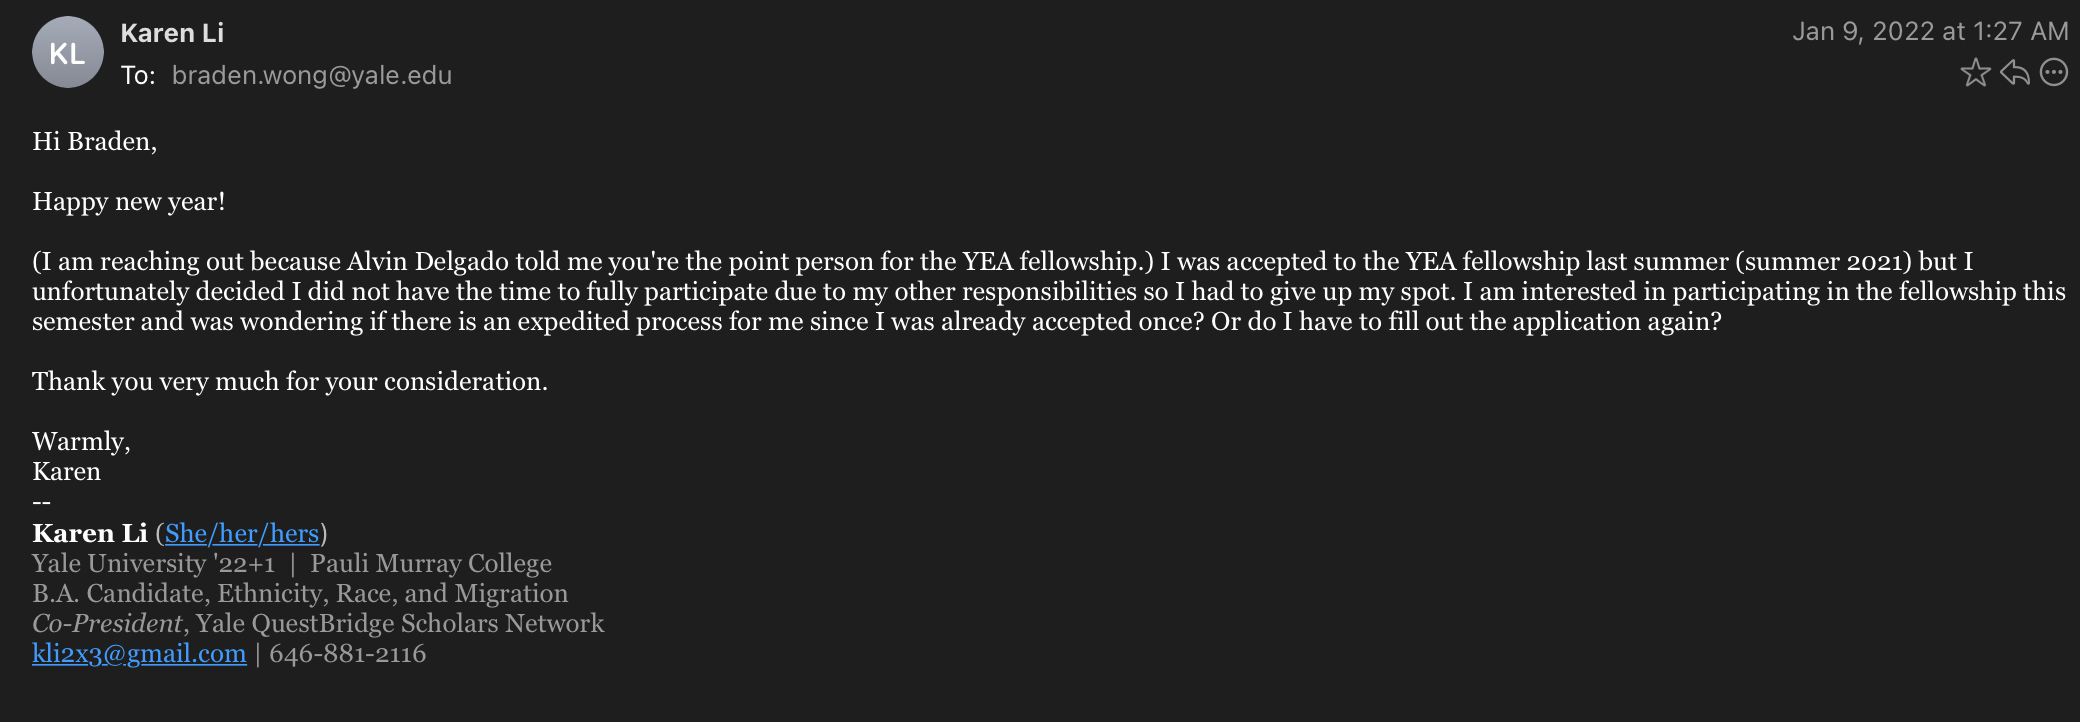 KL
Karen Li
Jan 9, 2022 at 1:27 AM
To: braden.wong@yale.edu
Hi Braden,
Happy new year!
(I am reaching out because Alvin Delgado told me you're the point person for the YEA fellowship.) I was accepted to the YEA fellowship last summer (summer 2021) but I
unfortunately decided I did not have the time to fully participate due to my other responsibilities so I had to give up my spot. I am interested in participating in the fellowship this
semester and was wondering if there is an expedited process for me since I was already accepted once? Or do I have to fill out the application again?
Thank you very much for your consideration.
Warmly,
Karen
--
Karen Li (She/her/hers)
Yale University '22+1 | Pauli Murray College
B.A. Candidate, Ethnicity, Race, and Migration
Co-President, Yale QuestBridge Scholars Network
kli2x3@gmail.com | 646-881-2116